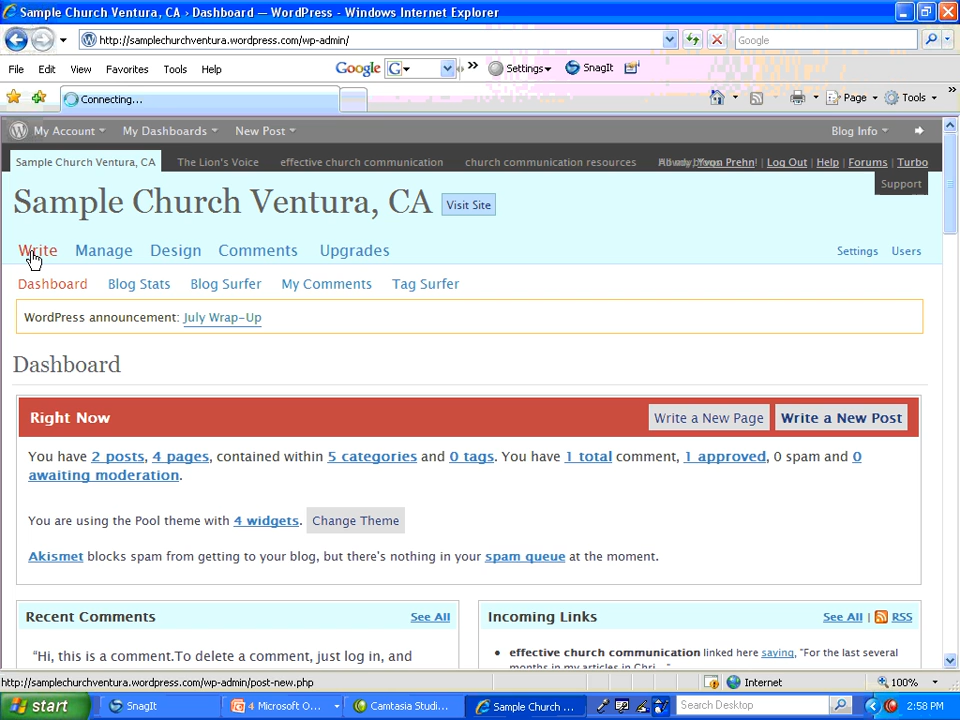 Sample Church Ventura, CA › Dashboard — WordPress - Windows Internet Explorer
http://samplechurchventura.wordpress.com/wp-admin/
Google
File Edit View Favorites Tools Help
Google G Settings SnagIt
Connecting...
Page Tools
My Account My Dashboards New Post Blog Info
Sample Church Ventura, CA The Lion's Voice effective church communication church communication resources Yvon Prehn! | Log Out | Help | Forums | Turbo
Support
Sample Church Ventura, CA Visit Site
Write Manage Design Comments Upgrades Settings Users
Dashboard Blog Stats Blog Surfer My Comments Tag Surfer
WordPress announcement: July Wrap-Up
Dashboard
Right Now Write a New Page Write a New Post
You have 2 posts, 4 pages, contained within 5 categories and 0 tags. You have 1 total comment, 1 approved, 0 spam and 0
awaiting moderation.
You are using the Pool theme with 4 widgets. Change Theme
Akismet blocks spam from getting to your blog, but there's nothing in your spam queue at the moment.
Recent Comments See All Incoming Links See All | RSS
“Hi, this is a comment.To delete a comment, just log in, and
• effective church communication linked here saying, "For the last several
months in my articles in Chri..."
http://samplechurchventura.wordpress.com/wp-admin/post-new.php Internet 100%
start SnagIt 4 Microsoft O... Camtasia Studi... Sample Church ... Search Desktop 2:58 PM